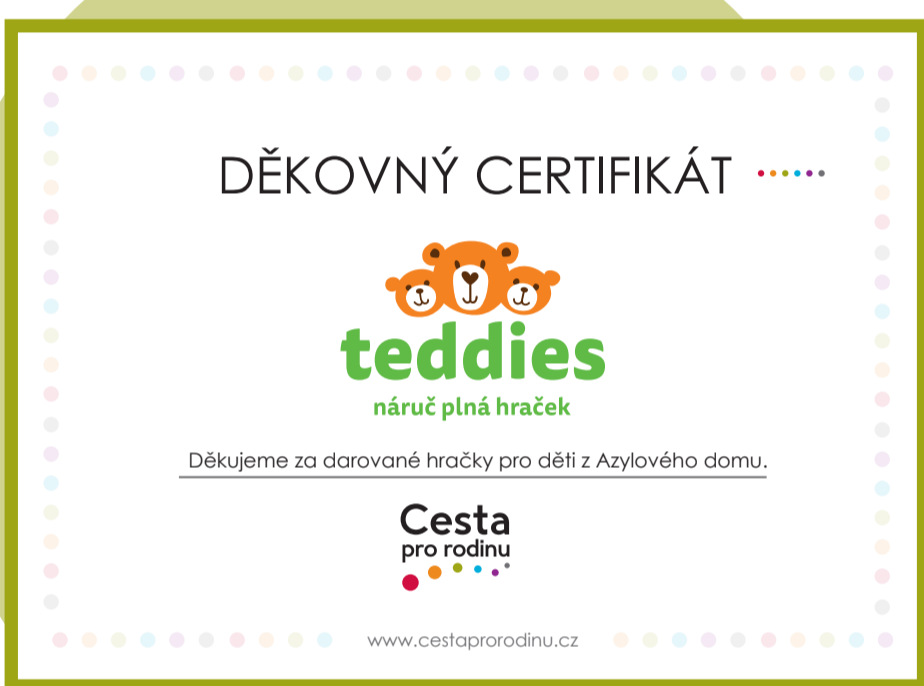 DĚKOVNÝ CERTIFIKÁT
teddies
náruč plná hraček
Děkujeme za darované hračky pro děti z Azylového domu.
Cesta
pro rodinu
www.cestaprorodinu.cz